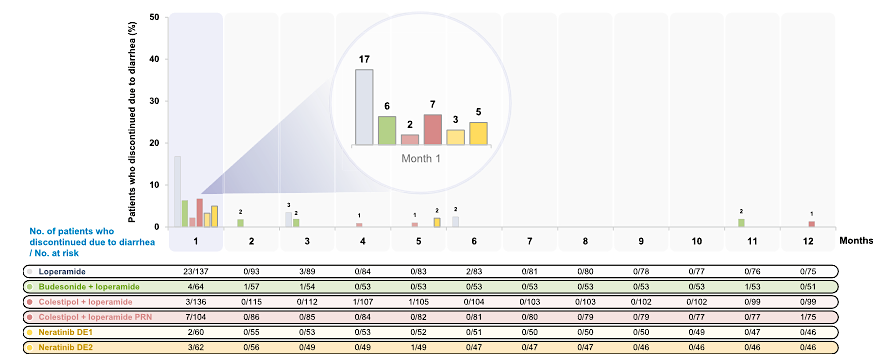 Patients who discontinued due to diarrhea (%)
50
40
30
20
10
0
17
6
2
7
3
5
Month 1
2
3
2
1
1
2
2
2
1
1 2 3 4 5 6 7 8 9 10 11 12 Months
No. of patients who
discontinued due to diarrhea
/ No. at risk
Loperamide 23/137 0/93 3/89 0/84 0/83 2/83 0/81 0/80 0/78 0/77 0/76 0/75
Budesonide + loperamide 4/64 1/57 1/54 0/53 0/53 0/53 0/53 0/53 0/53 0/53 1/53 0/51
Colestipol + loperamide 3/136 0/115 0/112 1/107 1/105 0/104 0/103 0/103 0/102 0/102 0/99 0/99
Colestipol + loperamide PRN 7/104 0/86 0/85 0/84 0/82 0/81 0/80 0/79 0/79 0/77 0/77 1/75
Neratinib DE1 2/60 0/55 0/53 0/53 0/52 0/51 0/50 0/50 0/50 0/49 0/47 0/46
Neratinib DE2 3/62 0/56 0/49 0/49 1/49 0/47 0/47 0/47 0/46 0/46 0/46 0/46